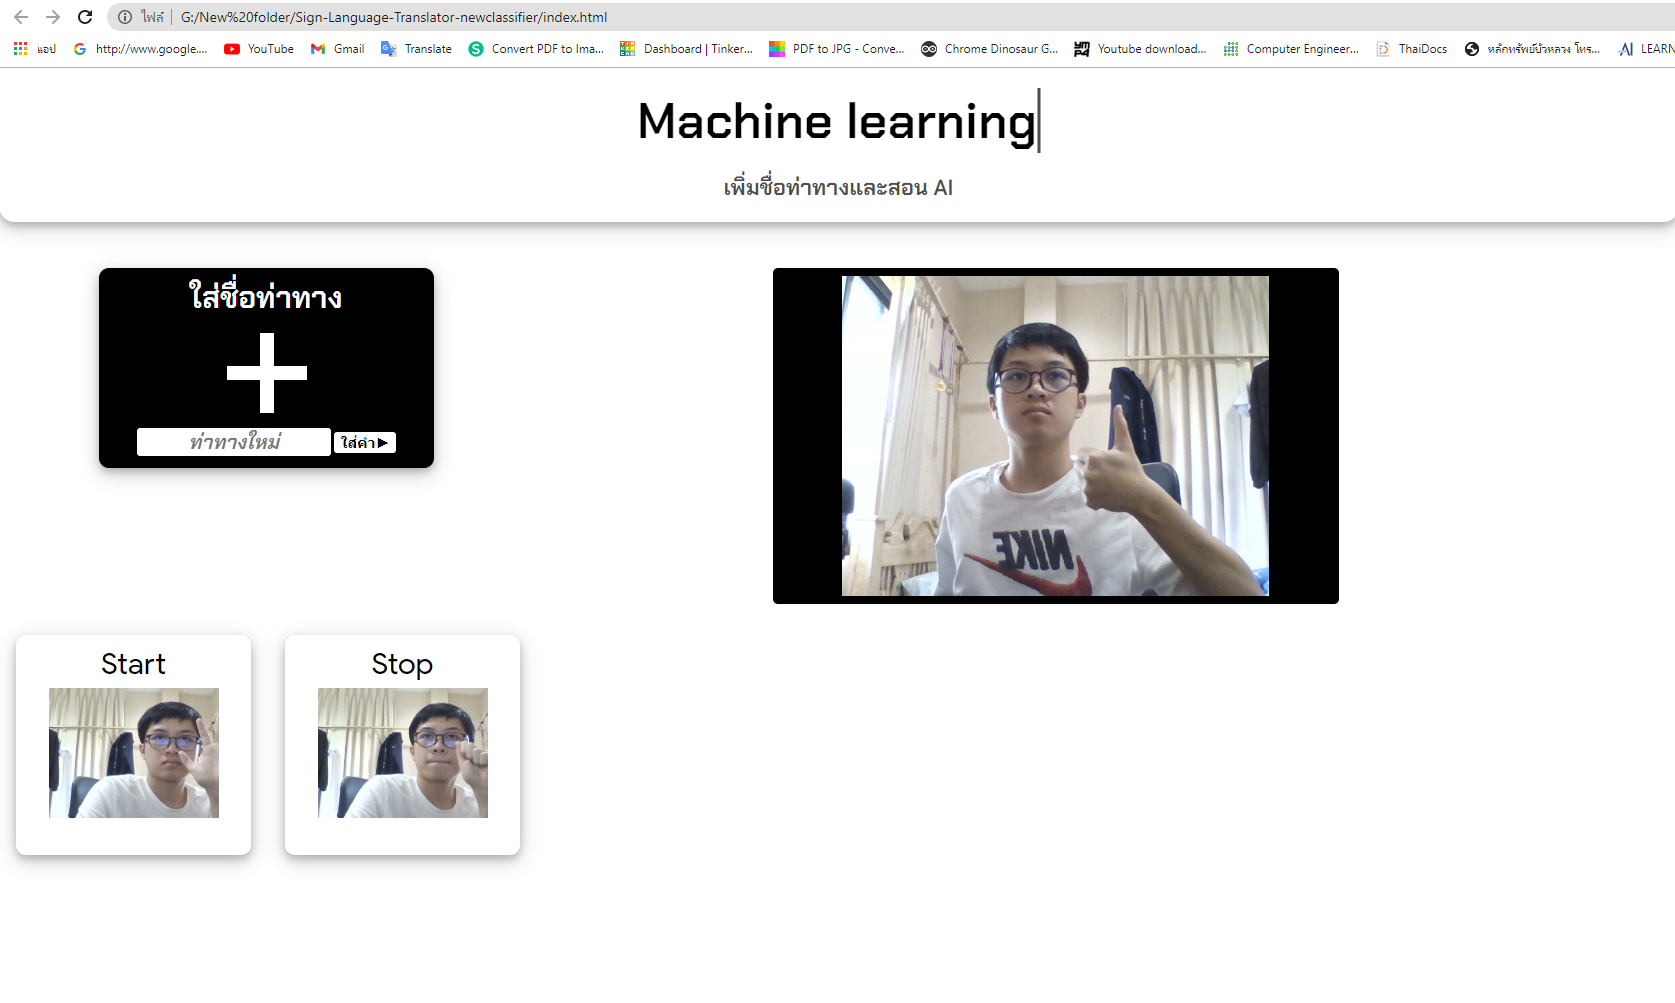 ไฟล์ | G:/New%20folder/Sign-Language-Translator-newclassifier/index.html
แอป http://www.google.... YouTube Gmail Translate Convert PDF to Ima... Dashboard | Tinker... PDF to JPG - Conve... Chrome Dinosaur G... Youtube download... Computer Engineer... ThaiDocs หลักทรัพย์บัวหลวง โทร... LEARN
Machine learning
เพิ่มชื่อท่าทางและสอน AI
ใส่ชื่อท่าทาง
ท่าทางใหม่ ใส่คำ▶
NIKE
Start Stop